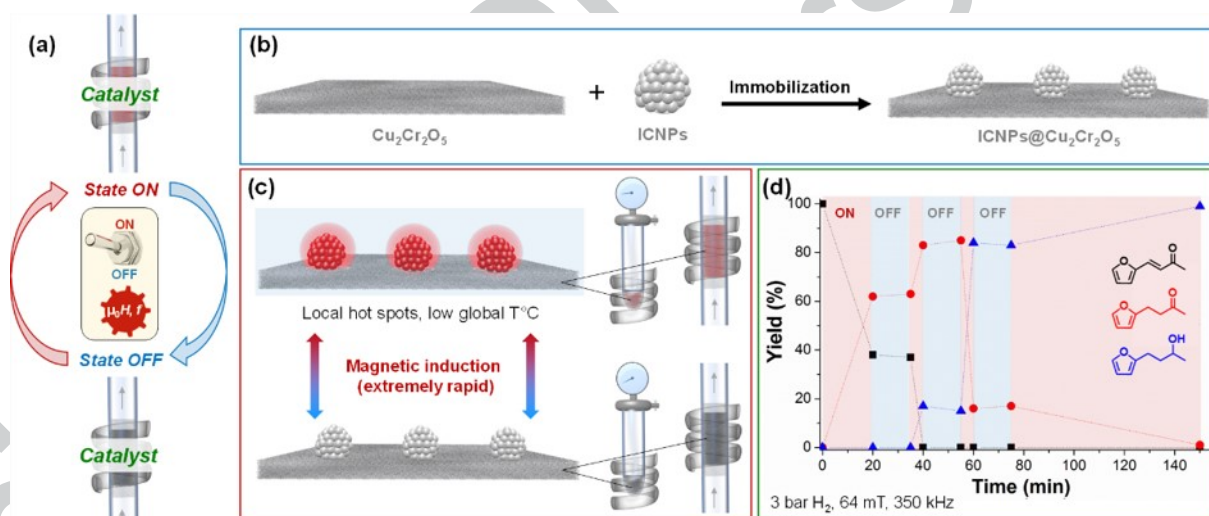 (a)
Catalyst
State ON
ON
OFF
μ₀H, f
State OFF
Catalyst
(b)
+
Immobilization
Cu₂Cr₂O₅
ICNPs
ICNPs@Cu₂Cr₂O₅
(c)
Local hot spots, low global T°C
Magnetic induction
(extremely rapid)
(d)
100
80
60
40
20
0
Yield (%)
ON OFF OFF OFF
O
O
O
O
O
OH
0 20 40 60 80 100 120 140
Time (min)
3 bar H₂, 64 mT, 350 kHz